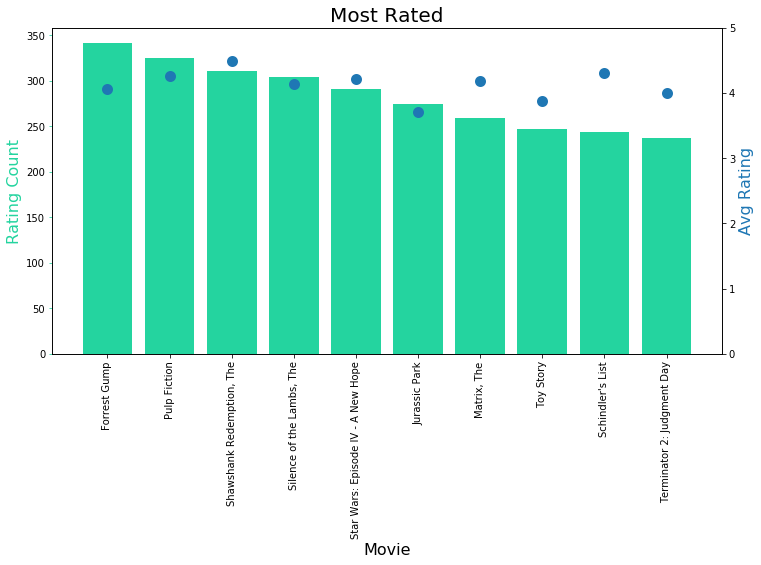 Most Rated
350
300
250
200
150
100
50
0
Rating Count
5
4
3
2
1
0
Avg Rating
Forrest Gump
Pulp Fiction
Shawshank Redemption, The
Silence of the Lambs, The
Star Wars: Episode IV - A New Hope
Jurassic Park
Matrix, The
Toy Story
Schindler's List
Terminator 2: Judgment Day
Movie